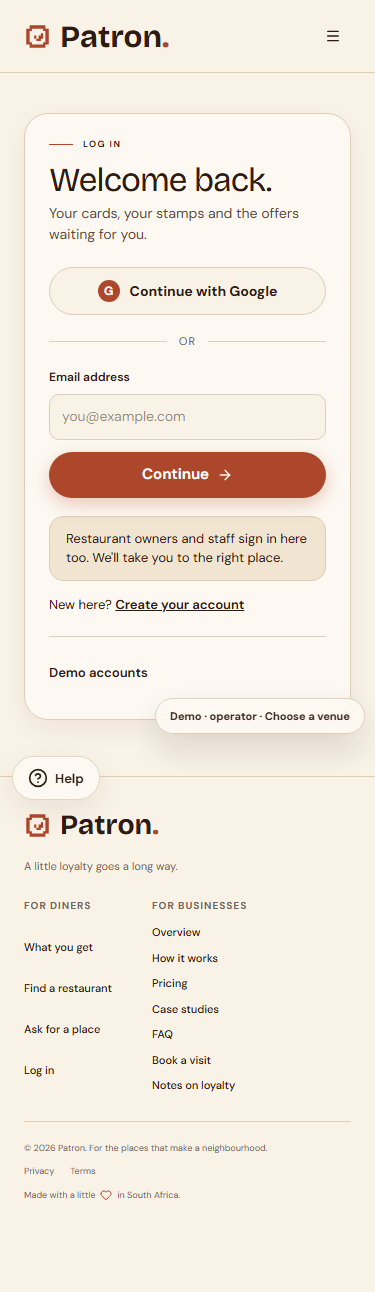 Patron.
LOG IN
Welcome back.
Your cards, your stamps and the offers
waiting for you.
G Continue with Google
OR
Email address
you@example.com
Continue →
Restaurant owners and staff sign in here
too. We'll take you to the right place.
New here? Create your account
Demo accounts
Demo · operator · Choose a venue
Help
Patron.
A little loyalty goes a long way.
FOR DINERS
What you get
Find a restaurant
Ask for a place
Log in
FOR BUSINESSES
Overview
How it works
Pricing
Case studies
FAQ
Book a visit
Notes on loyalty
© 2026 Patron. For the places that make a neighbourhood.
Privacy Terms
Made with a little ♡ in South Africa.